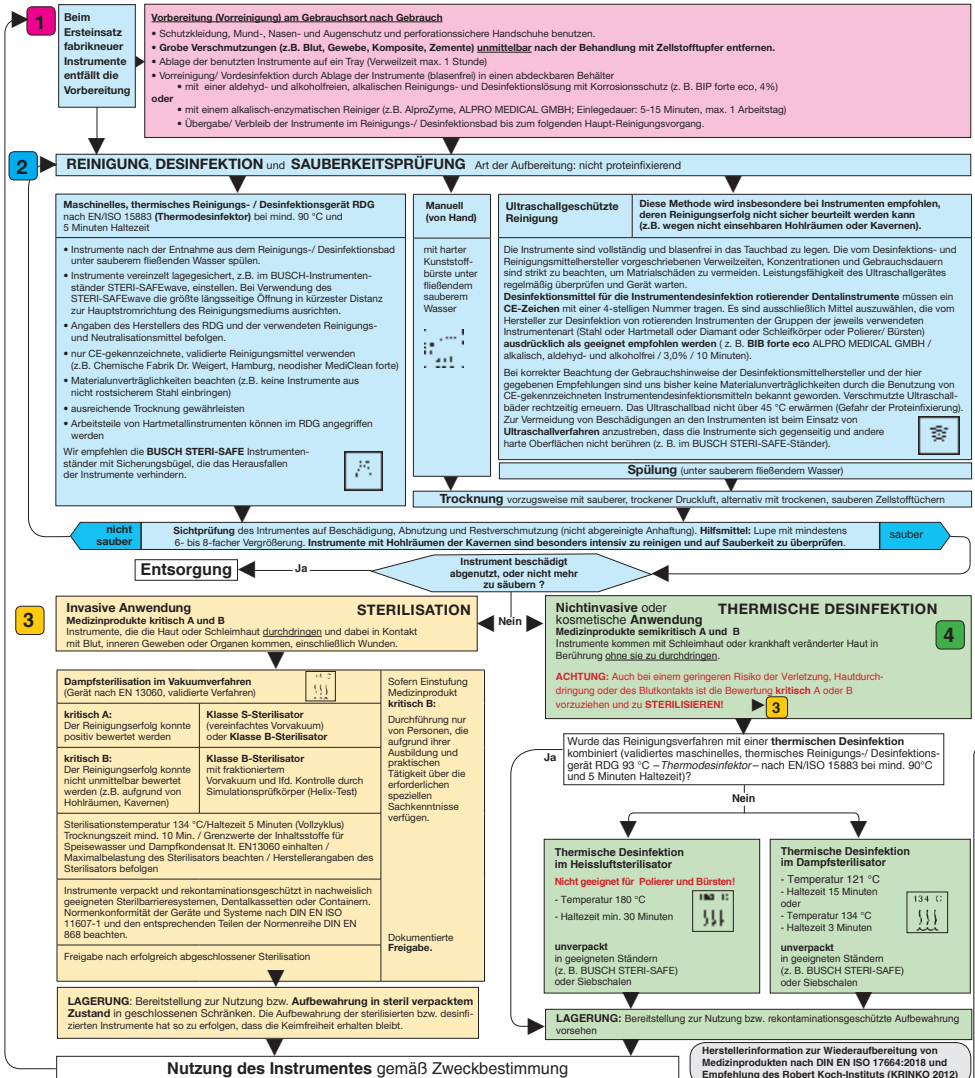 1
Beim
Ersteinsatz
fabrikneuer
Instrumente
entfällt die
Vorbereitung
Vorbereitung (Vorreinigung) am Gebrauchsort nach Gebrauch
• Schutzkleidung, Mund-, Nasen- und Augenschutz und perforationssichere Handschuhe benutzen.
• Grobe Verschmutzungen (z.B. Blut, Gewebe, Komposite, Zemente) unmittelbar nach der Behandlung mit Zellstofftupfer entfernen.
• Ablage der benutzten Instrumente auf ein Tray (Verweilzeit max. 1 Stunde)
• Vorreinigung/ Vordesinfektion durch Ablage der Instrumente (blasenfrei) in einen abdeckbaren Behälter
• mit einer aldehyd- und alkoholfreien, alkalischen Reinigungs- und Desinfektionslösung mit Korrosionsschutz (z. B. BIP forte eco, 4%)
oder
• mit einem alkalisch-enzymatischen Reiniger (z.B. AlproZyme, ALPRO MEDICAL GMBH; Einlegedauer: 5-15 Minuten, max. 1 Arbeitstag)
• Übergabe/ Verbleib der Instrumente im Reinigungs-/ Desinfektionsbad bis zum folgenden Haupt-Reinigungsvorgang.
2
REINIGUNG, DESINFEKTION und SAUBERKEITSPRÜFUNG Art der Aufbereitung: nicht proteinfixierend
Maschinelles, thermisches Reinigungs- / Desinfektionsgerät RDG
nach EN/ISO 15883 (Thermodesinfektor) bei mind. 90 °C und
5 Minuten Haltezeit
• Instrumente nach der Entnahme aus dem Reinigungs-/ Desinfektionsbad
unter sauberem fließenden Wasser spülen.
• Instrumente vereinzelt lagegesichert, z.B. im BUSCH-Instrumenten-
ständer STERI-SAFEwave, einstellen. Bei Verwendung des
STERI-SAFEwave die größte längsseitige Öffnung in kürzester Distanz
zur Hauptstromrichtung des Reinigungsmediums ausrichten.
• Angaben des Herstellers des RDG und der verwendeten Reinigungs-
und Neutralisationsmittel befolgen.
• nur CE-gekennzeichnete, validierte Reinigungsmittel verwenden
(z.B. Chemische Fabrik Dr. Weigert, Hamburg, neodisher MediClean forte)
• Materialunverträglichkeiten beachten (z.B. keine Instrumente aus
nicht rostsicherem Stahl einbringen)
• ausreichende Trocknung gewährleisten
• Arbeitsteile von Hartmetallinstrumenten können im RDG angegriffen
werden
Wir empfehlen die BUSCH STERI-SAFE Instrumenten-
ständer mit Sicherungsbügel, die das Herausfallen
der Instrumente verhindern.
Manuell
(von Hand)
mit harter
Kunststoff-
bürste unter
fließendem
sauberem
Wasser
Ultraschallgeschützte
Reinigung
Diese Methode wird insbesondere bei Instrumenten empfohlen,
deren Reinigungserfolg nicht sicher beurteilt werden kann
(z.B. wegen nicht einsehbaren Hohlräumen oder Kavernen).
Die Instrumente sind vollständig und blasenfrei in das Tauchbad zu legen. Die vom Desinfektions- und
Reinigungsmittelhersteller vorgeschriebenen Verweilzeiten, Konzentrationen und Gebrauchsdauern
sind strikt zu beachten, um Matrialschäden zu vermeiden. Leistungsfähigkeit des Ultraschallgerätes
regelmäßig überprüfen und Gerät warten.
Desinfektionsmittel für die Instrumentendesinfektion rotierender Dentalinstrumente müssen ein
CE-Zeichen mit einer 4-stelligen Nummer tragen. Es sind ausschließlich Mittel auszuwählen, die vom
Hersteller zur Desinfektion von rotierenden Instrumenten der Gruppen der jeweils verwendeten
Instrumentenart (Stahl oder Hartmetall oder Diamant oder Schleifkörper oder Polierer/ Bürsten)
ausdrücklich als geeignet empfohlen werden ( z. B. BIB forte eco ALPRO MEDICAL GMBH /
alkalisch, aldehyd- und alkoholfrei / 3,0% / 10 Minuten).
Bei korrekter Beachtung der Gebrauchshinweise der Desinfektionsmittelhersteller und der hier
gegebenen Empfehlungen sind uns bisher keine Materialunverträglichkeiten durch die Benutzung von
CE-gekennzeichneten Instrumentendesinfektionsmitteln bekannt geworden. Verschmutzte Ultraschall-
bäder rechtzeitig erneuern. Das Ultraschallbad nicht über 45 °C erwärmen (Gefahr der Proteinfixierung).
Zur Vermeidung von Beschädigungen an den Instrumenten ist beim Einsatz von
Ultraschallverfahren anzustreben, dass die Instrumente sich gegenseitig und andere
harte Oberflächen nicht berühren (z. B. im BUSCH STERI-SAFE-Ständer).
Spülung (unter sauberem fließendem Wasser)
Trocknung vorzugsweise mit sauberer, trockener Druckluft, alternativ mit trockenen, sauberen Zellstofftüchern
nicht
sauber
Sichtprüfung des Intrumentes auf Beschädigung, Abnutzung und Restverschmutzung (nicht abgereinigte Anhaftung). Hilfsmittel: Lupe mit mindestens
6- bis 8-facher Vergrößerung. Instrumente mit Hohlräumen der Kavernen sind besonders intensiv zu reinigen und auf Sauberkeit zu überprüfen.
sauber
Entsorgung
Ja
Instrument beschädigt
abgenutzt, oder nicht mehr
zu säubern ?
Nein
3
Invasive Anwendung
STERILISATION
Medizinprodukte kritisch A und B
Instrumente, die die Haut oder Schleimhaut durchdringen und dabei in Kontakt
mit Blut, inneren Geweben oder Organen kommen, einschließlich Wunden.
Dampfsterilisation im Vakuumverfahren
(Gerät nach EN 13060, validierte Verfahren)
kritisch A:
Der Reinigungserfolg konnte
positiv bewertet werden
Klasse S-Sterilisator
(vereinfachtes Vorvakuum)
oder Klasse B-Sterilisator
kritisch B:
Der Reinigungserfolg konnte
nicht unmittelbar bewertet
werden (z.B. aufgrund von
Hohlräumen, Kavernen)
Klasse B-Sterilisator
mit fraktioniertem
Vorvakuum und lfd. Kontrolle durch
Simulationsprüfkörper (Helix-Test)
Sterilisationstemperatur 134 °C/Haltezeit 5 Minuten (Vollzyklus)
Trocknungszeit mind. 10 Min. / Grenzwerte der Inhaltsstoffe für
Speisewasser und Dampfkondensat lt. EN13060 einhalten /
Maximalbelastung des Sterilisators beachten / Herstellerangaben des
Sterilisators befolgen
Instrumente verpackt und rekontaminationsgeschützt in nachweislich
geeigneten Sterilbarrieresystemen, Dentalkassetten oder Containern.
Normenkonformität der Geräte und Systeme nach DIN EN ISO
11607-1 und den entsprechenden Teilen der Normenreihe DIN EN
868 beachten.
Freigabe nach erfolgreich abgeschlossener Sterilisation
Sofern Einstufung
Medizinprodukt
kritisch B:
Durchführung nur
von Personen, die
aufgrund ihrer
Ausbildung und
praktischen
Tätigkeit über die
erforderlichen
speziellen
Sachkenntnisse
verfügen.
Dokumentierte
Freigabe.
LAGERUNG: Bereitstellung zur Nutzung bzw. Aufbewahrung in steril verpacktem
Zustand in geschlossenen Schränken. Die Aufbewahrung der sterilisierten bzw. desinfi-
zierten Instrumente hat so zu erfolgen, dass die Keimfreiheit erhalten bleibt.
4
Nichtinvasive oder
kosmetische Anwendung
THERMISCHE DESINFEKTION
Medizinprodukte semikritisch A und B
Instrumente kommen mit Schleimhaut oder krankhaft veränderter Haut in
Berührung ohne sie zu durchdringen.
ACHTUNG: Auch bei einem geringeren Risiko der Verletzung, Hautdurch-
dringung oder des Blutkontakts ist die Bewertung kritisch A oder B
vorzuziehen und zu STERILISIEREN!
3
Ja
Wurde das Reinigungsverfahren mit einer thermischen Desinfektion
kombiniert (validiertes maschinelles, thermisches Reinigungs-/ Desinfektions-
gerät RDG 93 °C – Thermodesinfektor – nach EN/ISO 15883 bei mind. 90°C
und 5 Minuten Haltezeit)?
Nein
Thermische Desinfektion
im Heissluftsterilisator
Nicht geeignet für Polierer und Bürsten!
- Temperatur 180 °C
- Haltezeit min. 30 Minuten
unverpackt
in geeigneten Ständern
(z. B. BUSCH STERI-SAFE)
oder Siebschalen
Thermische Desinfektion
im Dampfsterilisator
- Temperatur 121 °C
- Haltezeit 15 Minuten
oder
- Temperatur 134 °C
- Haltezeit 3 Minuten
134 C
unverpackt
in geeigneten Ständern
(z. B. BUSCH STERI-SAFE)
oder Siebschalen
LAGERUNG: Bereitstellung zur Nutzung bzw. rekontaminationsgeschützte Aufbewahrung
vorsehen
Nutzung des Instrumentes gemäß Zweckbestimmung
Herstellerinformation zur Wiederaufbereitung von
Medizinprodukten nach DIN EN ISO 17664:2018 und
Empfehlung des Robert Koch-Instituts (KRINKO 2012)